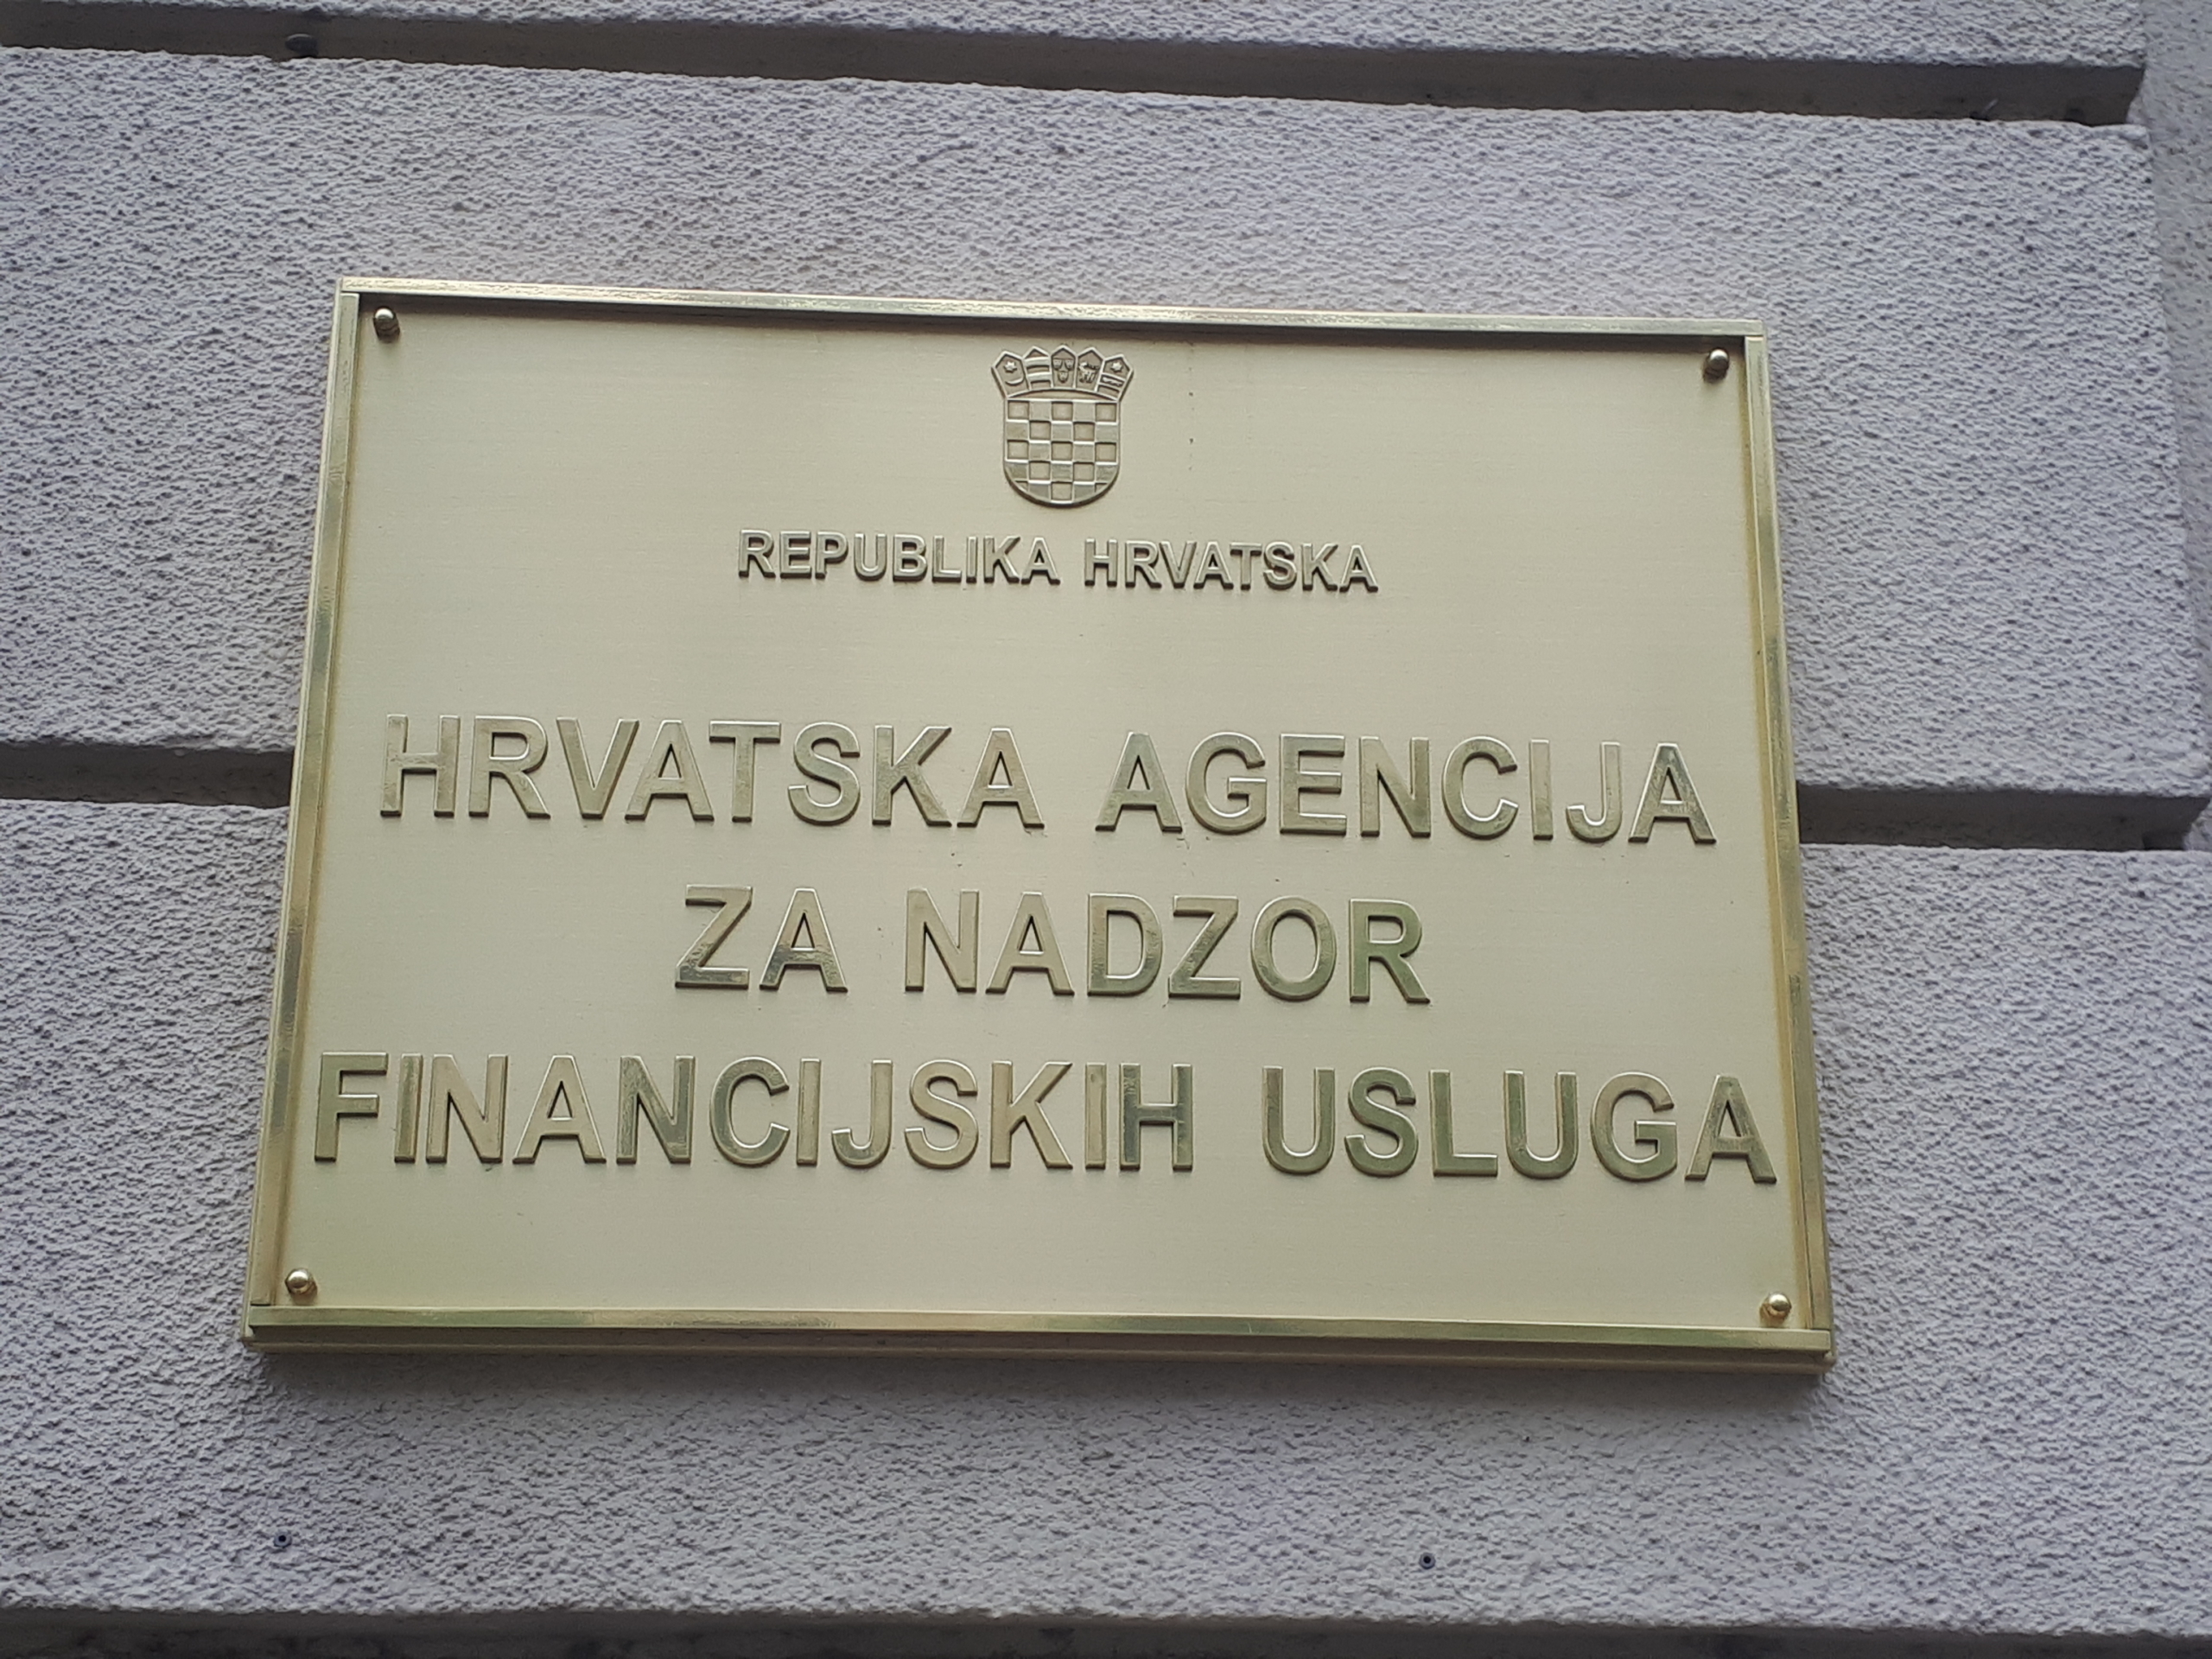 REPUBLIKA HRVATSKA
HRVATSKA AGENCIJA
ZA NADZOR
FINANCIJSKIH USLUGA